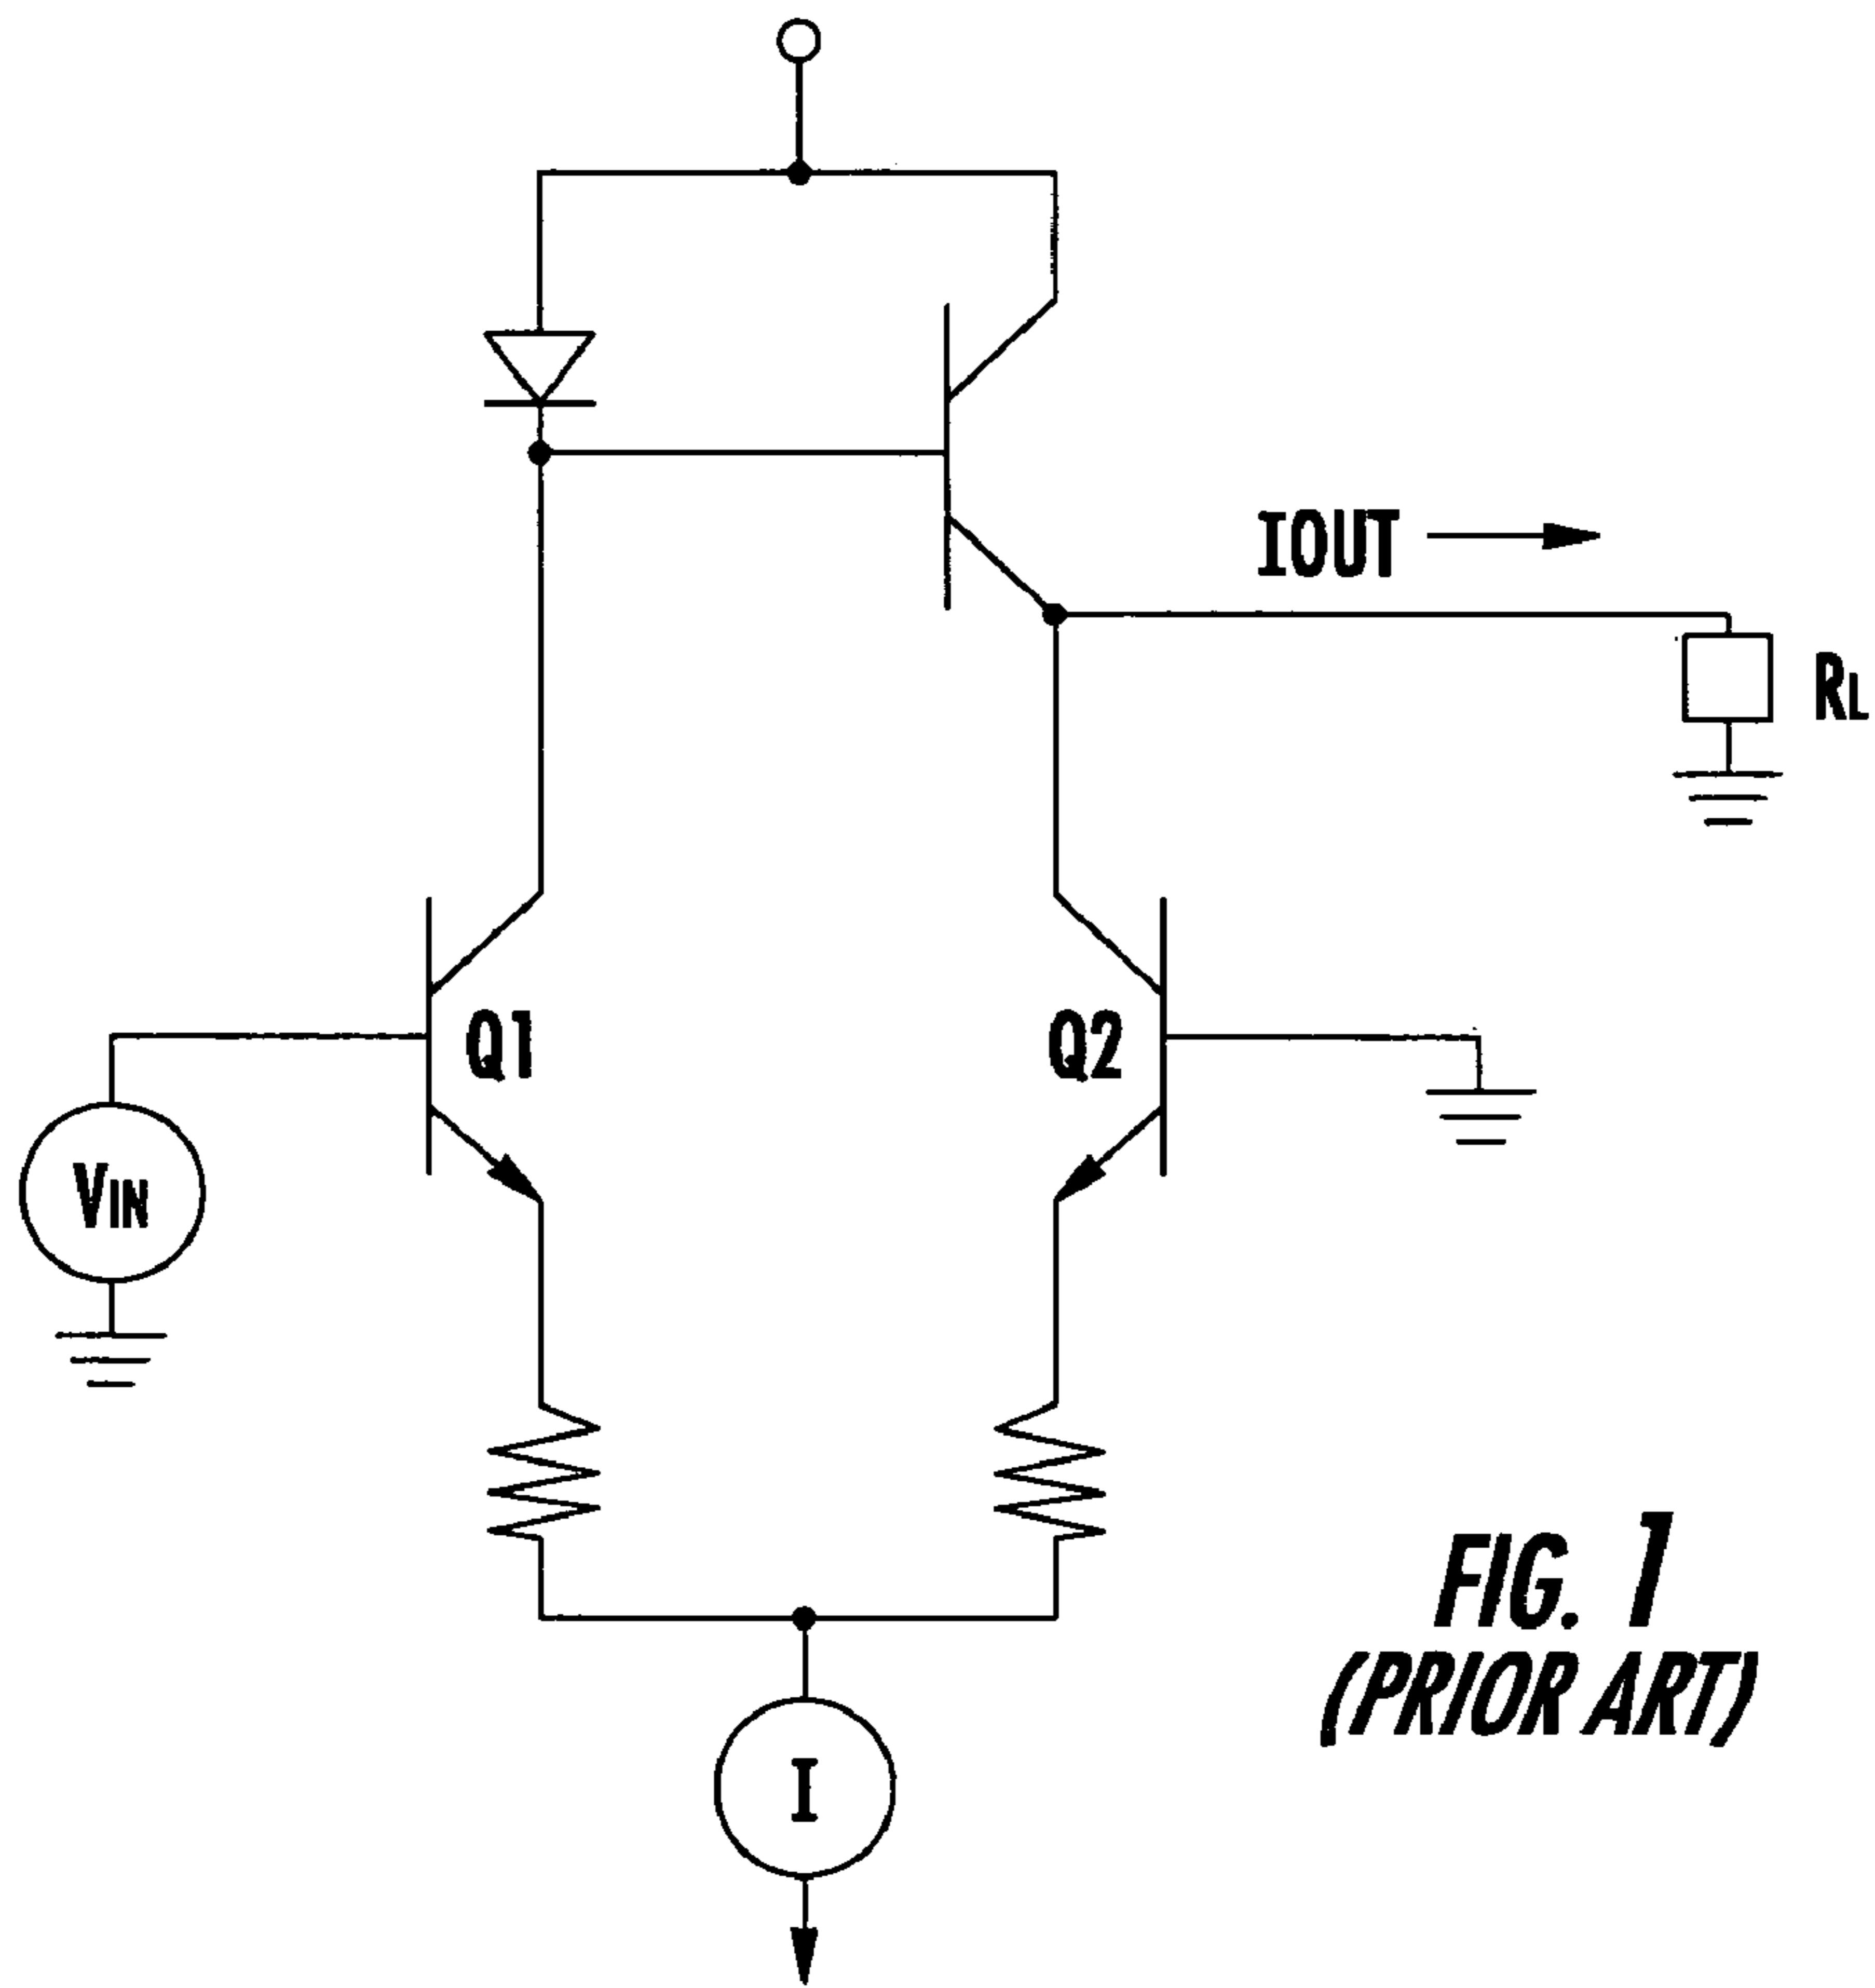 IOUT
RL
Q1
Q2
VIN
I
FIG. 1
(PRIOR ART)